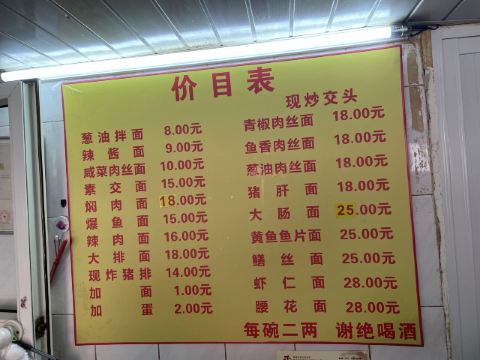 价目表
葱油拌面 8.00元
辣酱面 9.00元
咸菜肉丝面 10.00元
素交面 15.00元
焖肉面 18.00元
爆鱼面 15.00元
辣肉面 16.00元
大排面 18.00元
现炸猪排 14.00元
加面 1.00元
加蛋 2.00元
现炒交头
青椒肉丝面 18.00元
鱼香肉丝面 18.00元
葱油肉丝面 18.00元
猪肝面 18.00元
大肠面 25.00元
黄鱼鱼片面 25.00元
鳝丝面 25.00元
虾仁面 28.00元
腰花面 28.00元
每碗二两 谢绝喝酒